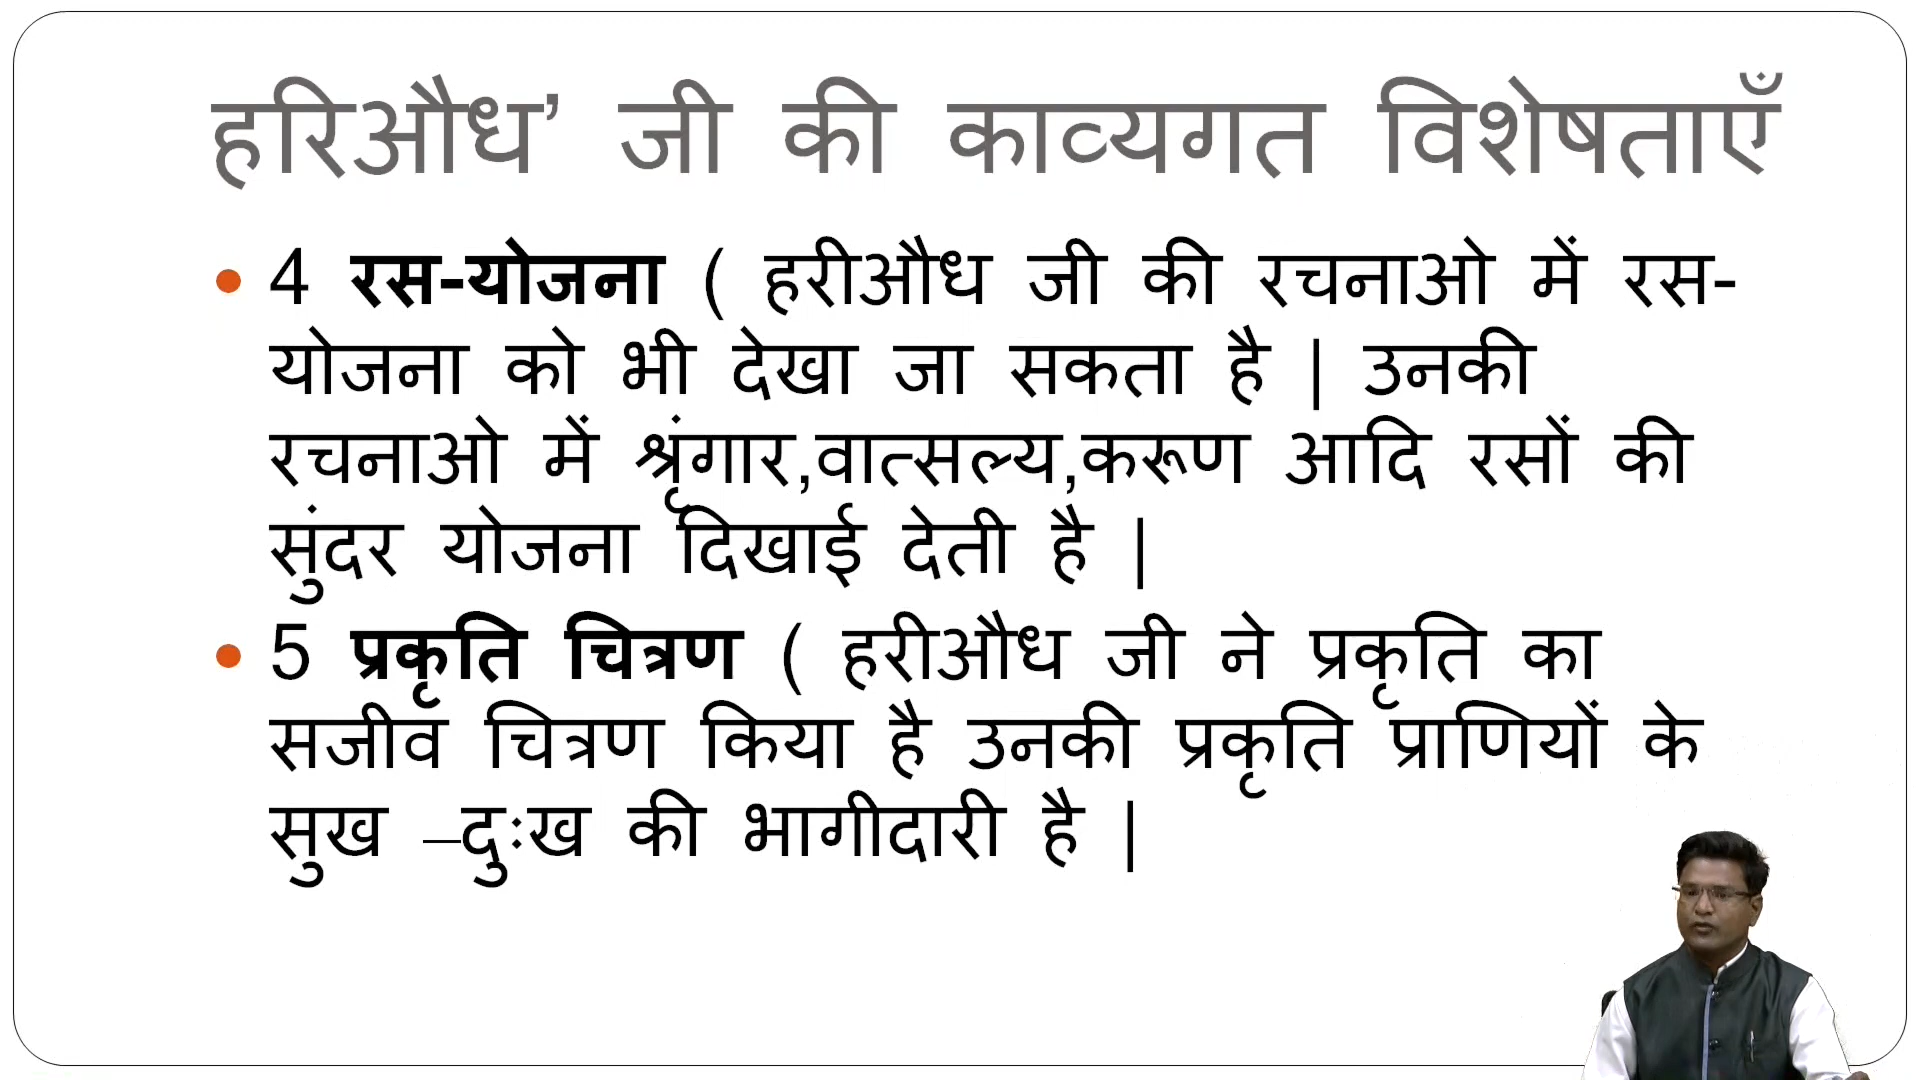 हरिऔध’ जी की काव्यगत विशेषताएँ
• 4 रस-योजना ( हरीऔध जी की रचनाओ में रस-
योजना को भी देखा जा सकता है | उनकी
रचनाओ में श्रृंगार,वात्सल्य,करूण आदि रसों की
सुंदर योजना दिखाई देती है |
• 5 प्रकृति चित्रण ( हरीऔध जी ने प्रकृति का
सजीव चित्रण किया है उनकी प्रकृति प्राणियों के
सुख –दुःख की भागीदारी है |